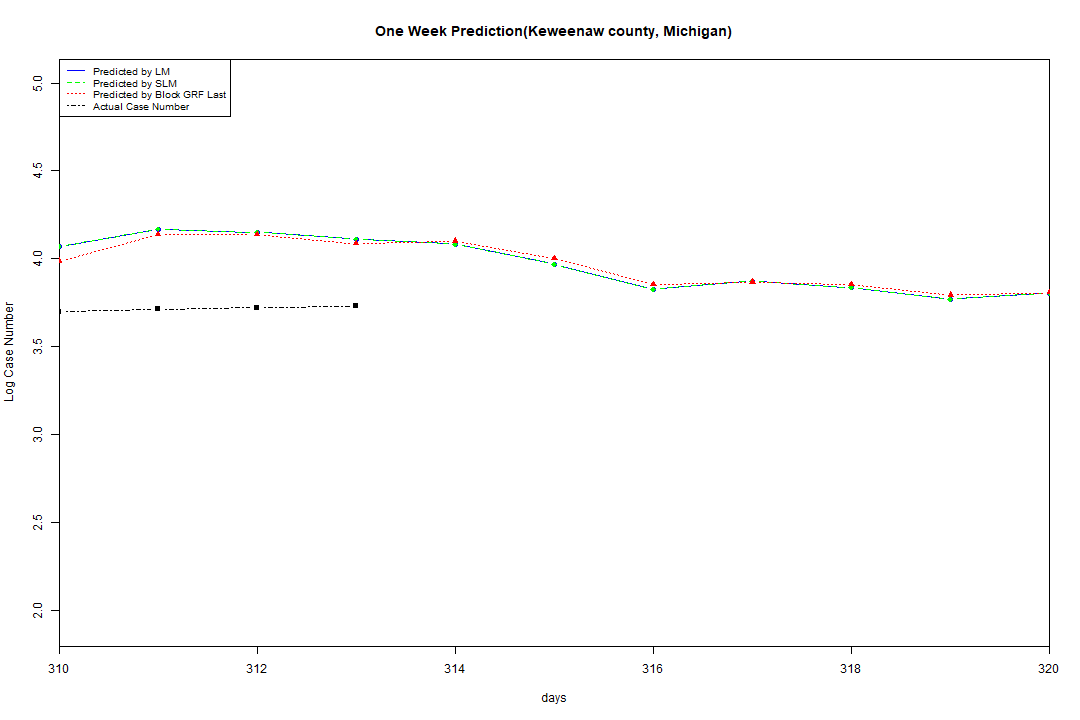 One Week Prediction(Keweenaw county, Michigan)
Predicted by LM
Predicted by SLM
Predicted by Block GRF Last
Actual Case Number
5.0
4.5
4.0
3.5
3.0
2.5
2.0
Log Case Number
310 312 314 316 318 320
days